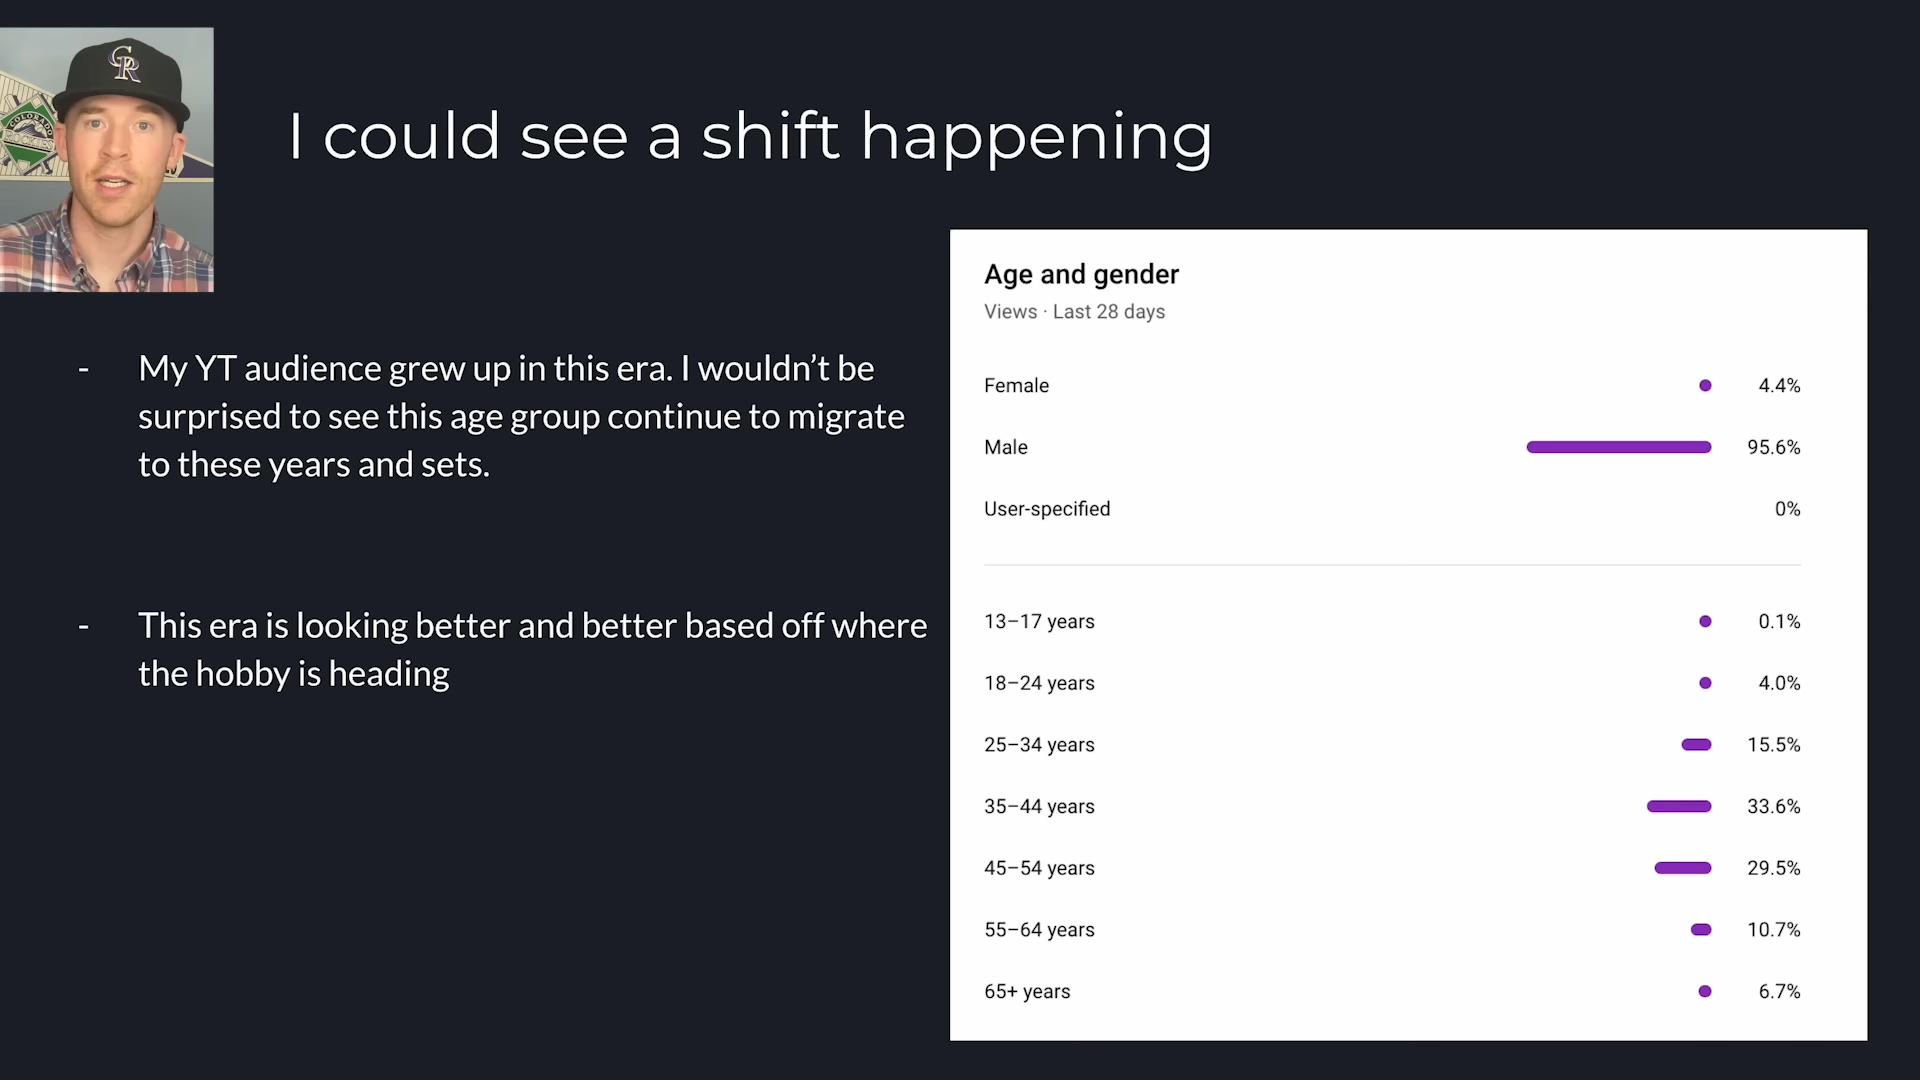 CR
COLORADO
ROCKIES
I could see a shift happening
- My YT audience grew up in this era. I wouldn’t be
surprised to see this age group continue to migrate
to these years and sets.
- This era is looking better and better based off where
the hobby is heading
Age and gender
Views · Last 28 days
Female 4.4%
Male 95.6%
User-specified 0%
13–17 years 0.1%
18–24 years 4.0%
25–34 years 15.5%
35–44 years 33.6%
45–54 years 29.5%
55–64 years 10.7%
65+ years 6.7%